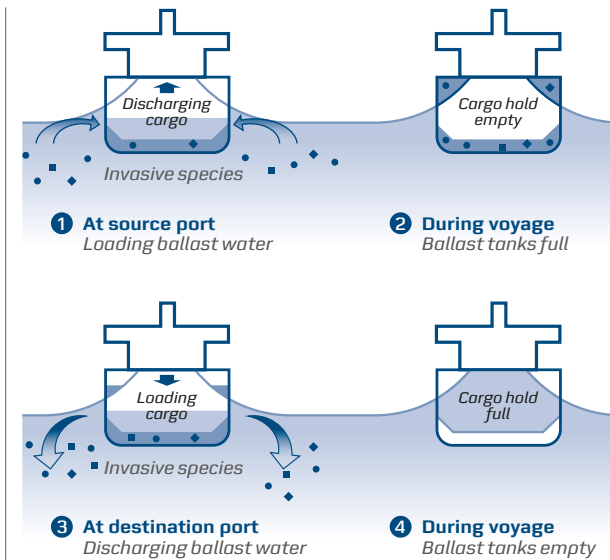 Discharging
cargo
Invasive species
1 At source port
Loading ballast water
Cargo hold
empty
2 During voyage
Ballast tanks full
Loading
cargo
Invasive species
3 At destination port
Discharging ballast water
Cargo hold
full
4 During voyage
Ballast tanks empty